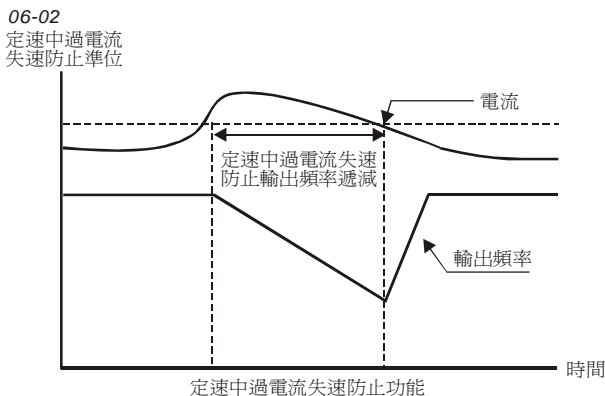 06-02
定速中過電流
失速防止準位
電流
定速中過電流失速
防止輸出頻率遞減
輸出頻率
時間
定速中過電流失速防止功能